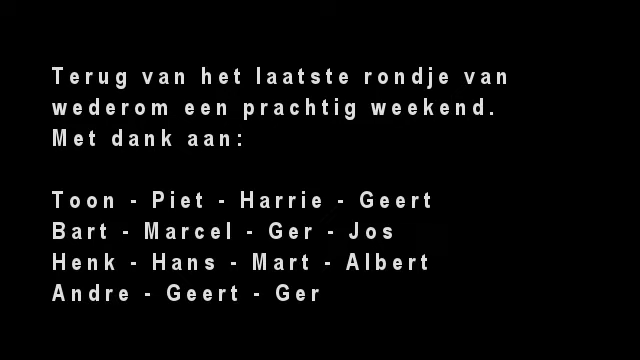 Terug van het laatste rondje van
wederom een prachtig weekend.
Met dank aan:
Toon - Piet - Harrie - Geert
Bart - Marcel - Ger - Jos
Henk - Hans - Mart - Albert
Andre - Geert - Ger